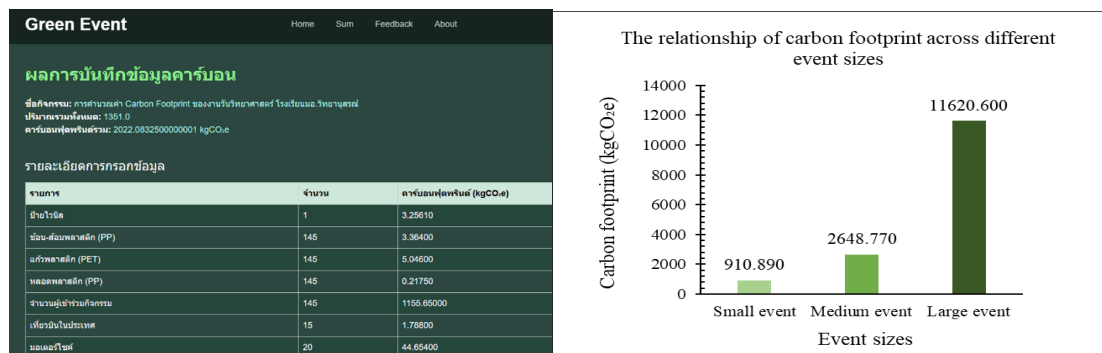 Green Event
Home Sum Feedback About
ผลการบันทึกข้อมูลคาร์บอน
ชื่อกิจกรรม: การคำนวณค่า Carbon Footprint ของงานวันวิทยาศาสตร์ โรงเรียนมอ.วิทยานุสรณ์
ปริมาณรวมทั้งหมด: 1351.0
คาร์บอนฟุตพรินต์รวม: 2022.0832500000001 kgCO₂e
รายละเอียดการกรอกข้อมูล
รายการ จำนวน คาร์บอนฟุตพรินต์ (kgCO₂e)
ป้ายไวนิล 1 3.25610
ช้อน-ส้อมพลาสติก (PP) 145 3.36400
แก้วพลาสติก (PET) 145 5.04600
หลอดพลาสติก (PP) 145 0.21750
จำนวนผู้เข้าร่วมกิจกรรม 145 1155.65000
เที่ยวบินในประเทศ 15 1.78800
มอเตอร์ไซค์ 20 44.65400
The relationship of carbon footprint across different
event sizes
Carbon footprint (kgCO₂e)
14000
12000
10000
8000
6000
4000
2000
0
910.890
2648.770
11620.600
Small event Medium event Large event
Event sizes